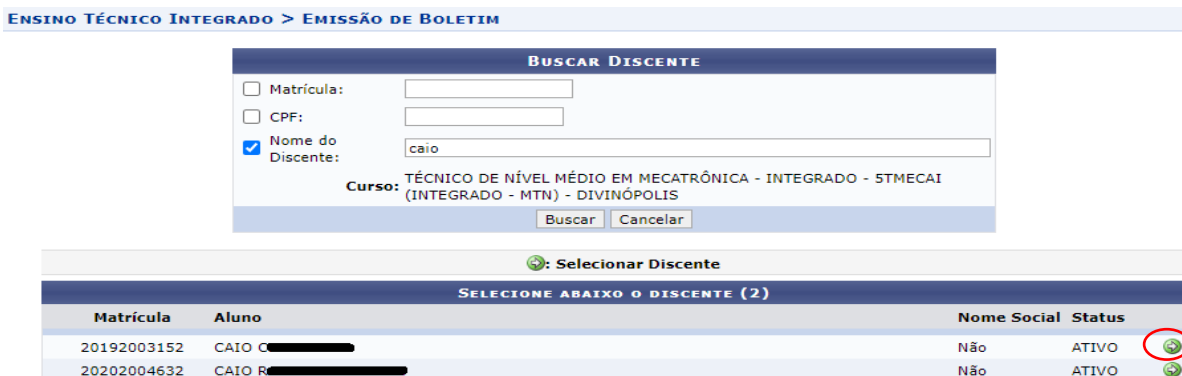 ENSINO TÉCNICO INTEGRADO > EMISSÃO DE BOLETIM
BUSCAR DISCENTE
Matrícula:
CPF:
Nome do
Discente:
caio
Curso: TÉCNICO DE NÍVEL MÉDIO EM MECATRÔNICA - INTEGRADO - 5TMECAI
(INTEGRADO - MTN) - DIVINÓPOLIS
Buscar Cancelar
: Selecionar Discente
SELECIONE ABAIXO O DISCENTE (2)
Matrícula Aluno Nome Social Status
20192003152 CAIO C Não ATIVO
20202004632 CAIO R Não ATIVO